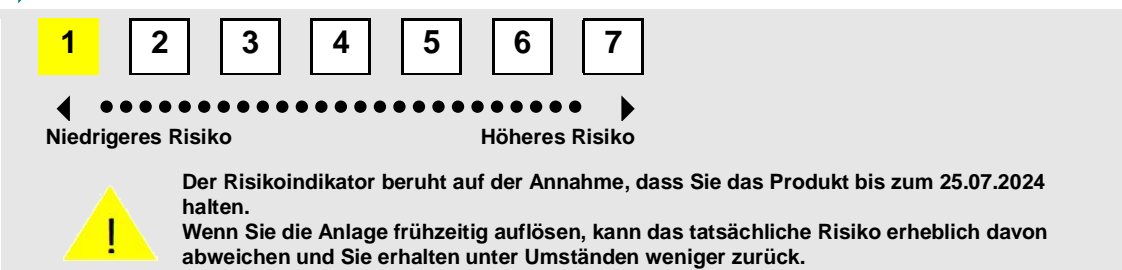 1 2 3 4 5 6 7
Niedrigeres Risiko Höheres Risiko
Der Risikoindikator beruht auf der Annahme, dass Sie das Produkt bis zum 25.07.2024
halten.
Wenn Sie die Anlage frühzeitig auflösen, kann das tatsächliche Risiko erheblich davon
abweichen und Sie erhalten unter Umständen weniger zurück.
!